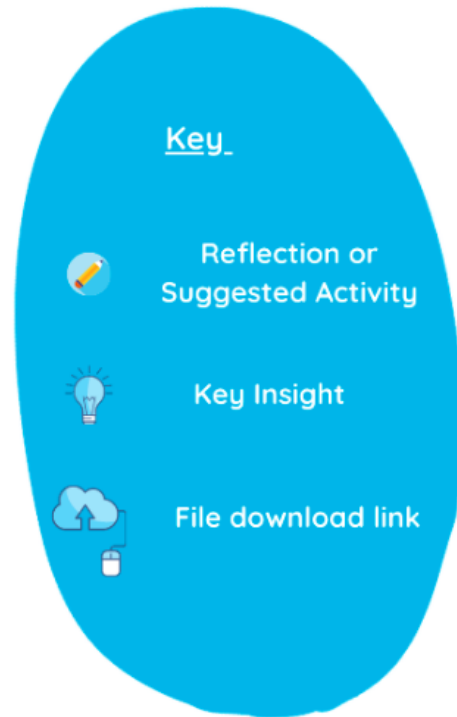 Key
Reflection or
Suggested Activity
Key Insight
File download link